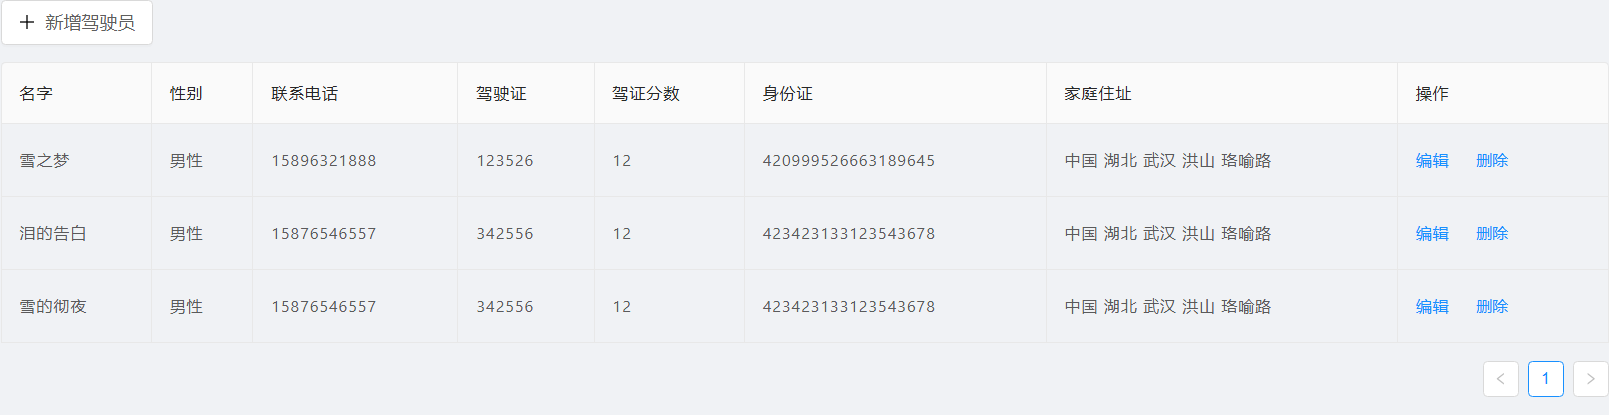 新增驾驶员
名字 性别 联系电话 驾驶证 驾证分数 身份证 家庭住址 操作
雪之梦 男性 15896321888 123526 12 420999526663189645 中国 湖北 武汉 洪山 珞喻路 编辑 删除
泪的告白 男性 15876546557 342556 12 423423133123543678 中国 湖北 武汉 洪山 珞喻路 编辑 删除
雪的彻夜 男性 15876546557 342556 12 423423133123543678 中国 湖北 武汉 洪山 珞喻路 编辑 删除
1